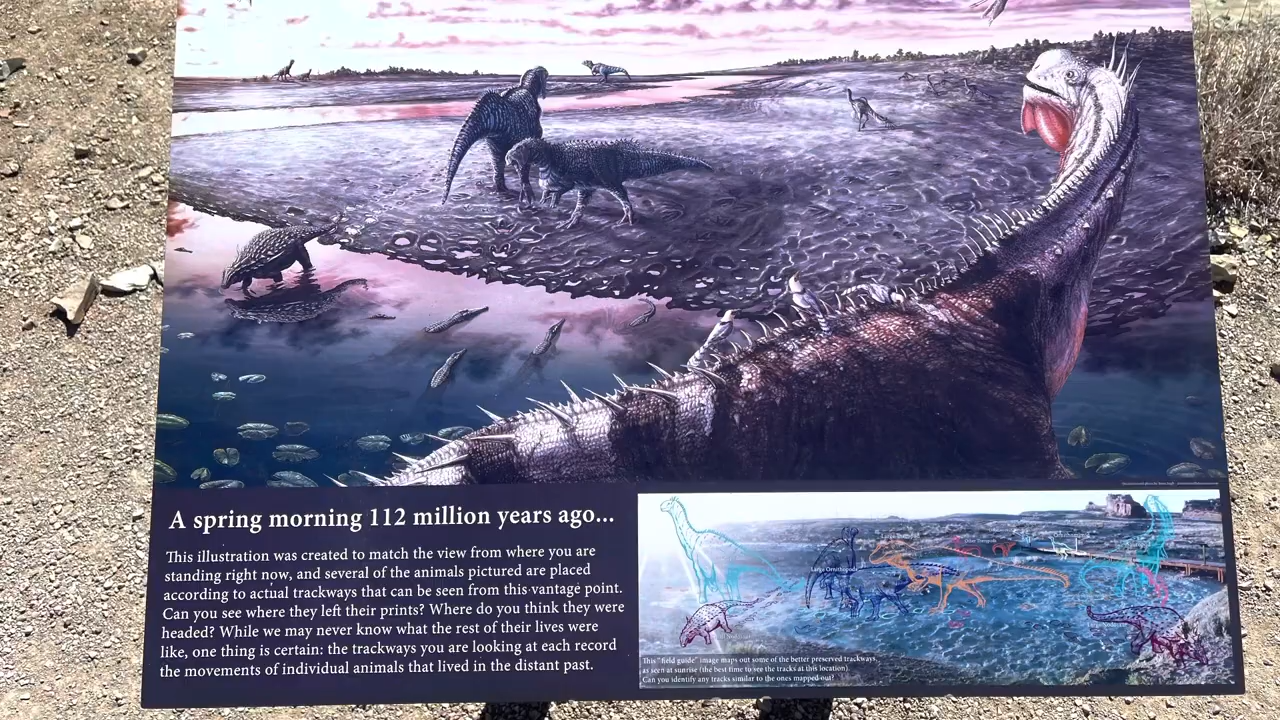 A spring morning 112 million years ago...
This illustration was created to match the view from where you are
standing right now, and several of the animals pictured are placed
according to actual trackways that can be seen from this vantage point.
Can you see where they left their prints? Where do you think they were
headed? While we may never know what the rest of their lives were
like, one thing is certain: the trackways you are looking at each record
the movements of individual animals that lived in the distant past.
Large Ornithopods
This "field guide" image maps out some of the better preserved trackways
as seen at sunrise (the best time to see the tracks at this location).
Can you identify any tracks similar to the ones mapped out?